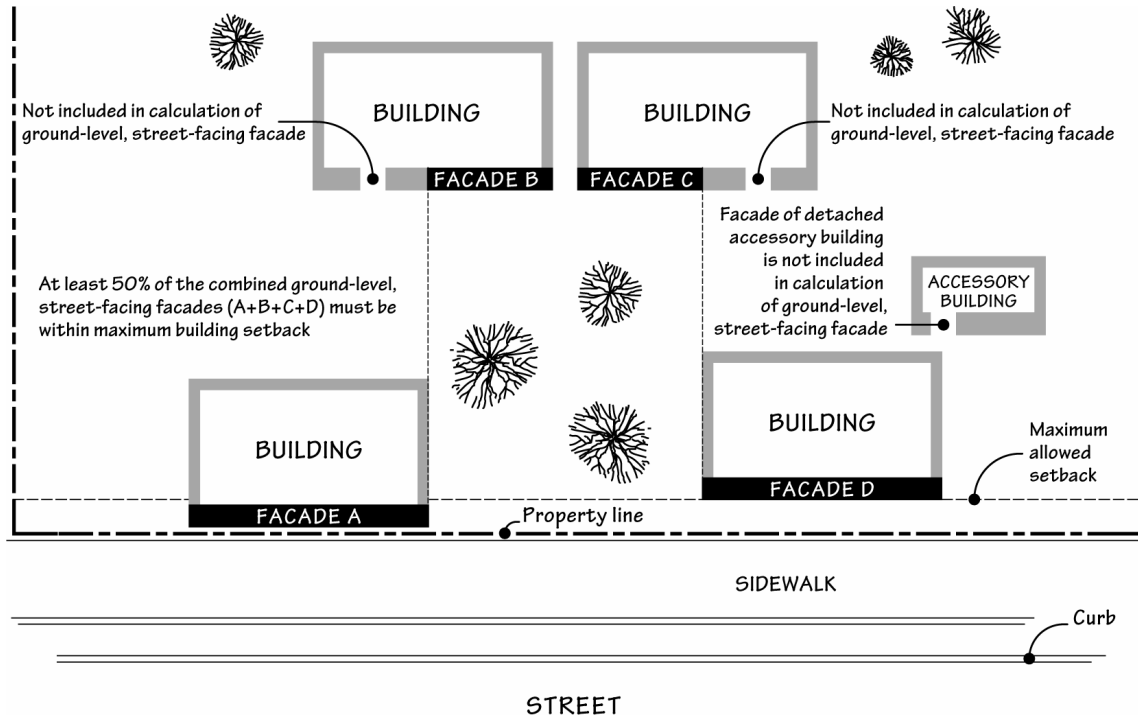 BUILDING
BUILDING
Not included in calculation of
ground-level, street-facing facade
Not included in calculation of
ground-level, street-facing facade
FACADE B
FACADE C
Facade of detached
accessory building
is not included
in calculation
of ground-level,
street-facing facade
ACCESSORY
BUILDING
At least 50% of the combined ground-level,
street-facing facades (A+B+C+D) must be
within maximum building setback
BUILDING
BUILDING
Maximum
allowed
setback
FACADE A
FACADE D
Property line
SIDEWALK
Curb
STREET